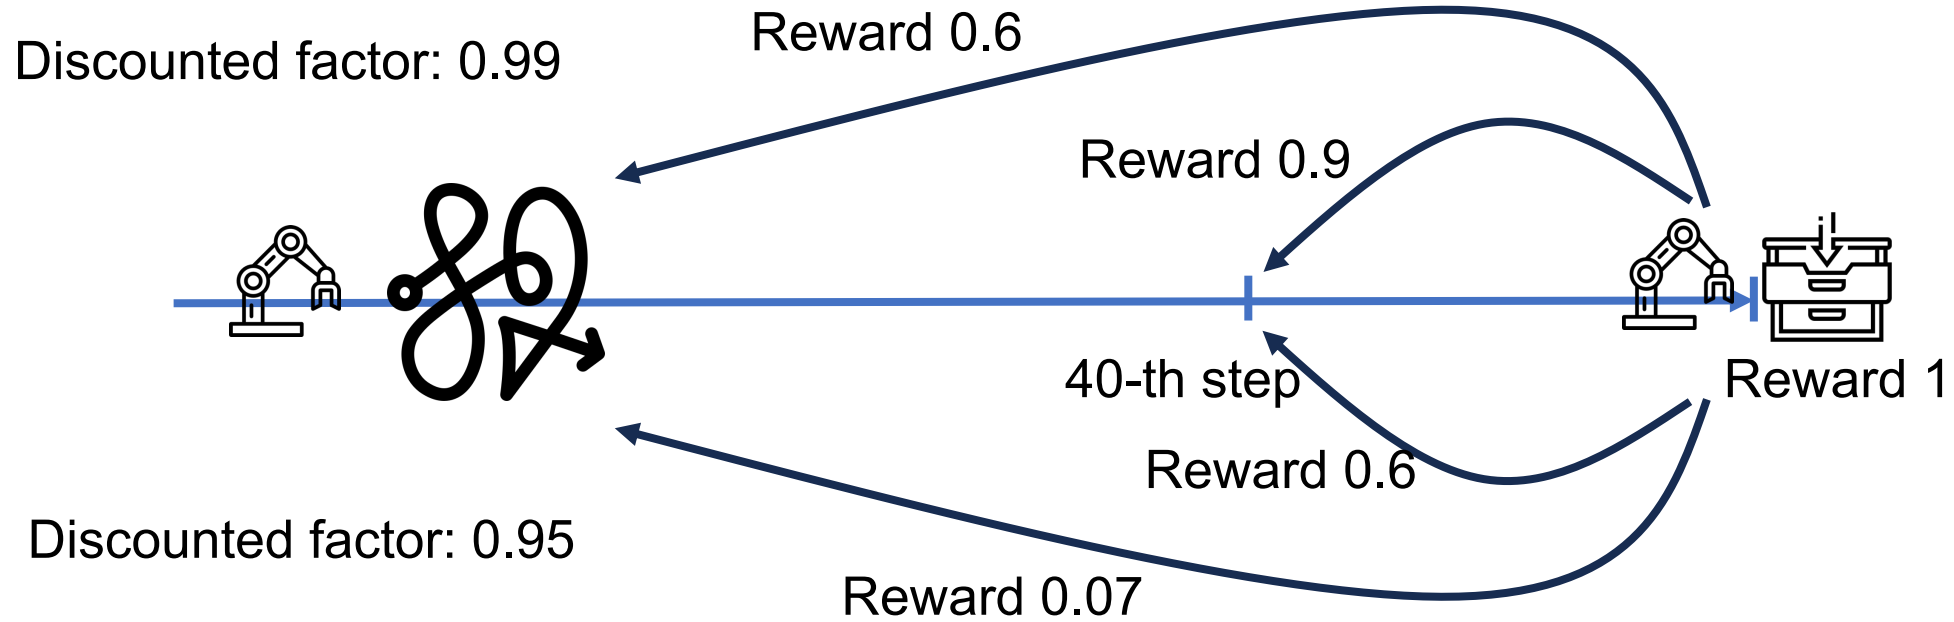 Reward 0.6
Discounted factor: 0.99
Reward 0.9
40-th step
Reward 1
Reward 0.6
Discounted factor: 0.95
Reward 0.07